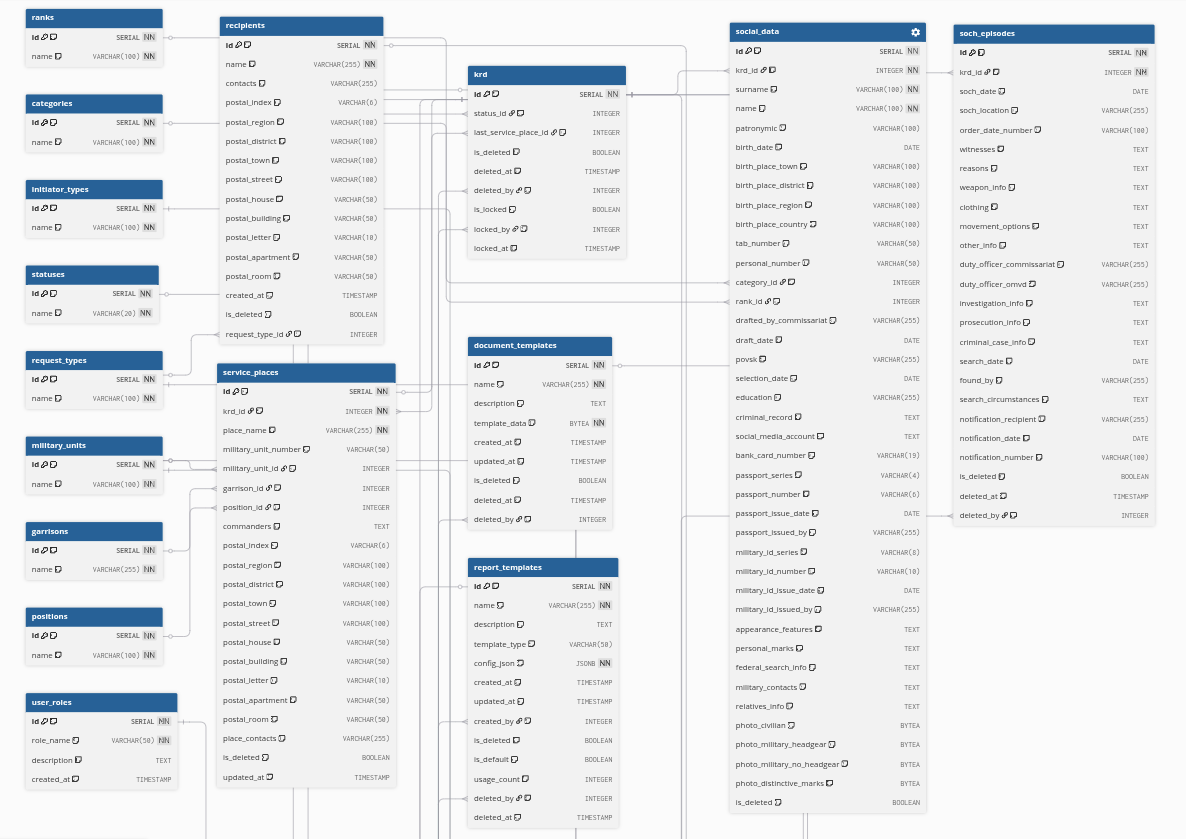 ranks
id SERIAL NN
name VARCHAR(100) NN
categories
id SERIAL NN
name VARCHAR(100) NN
initiator_types
id SERIAL NN
name VARCHAR(100) NN
statuses
id SERIAL NN
name VARCHAR(20) NN
request_types
id SERIAL NN
name VARCHAR(100) NN
military_units
id SERIAL NN
name VARCHAR(100) NN
garrisons
id SERIAL NN
name VARCHAR(255) NN
positions
id SERIAL NN
name VARCHAR(100) NN
user_roles
id SERIAL NN
role_name VARCHAR(50) NN
description TEXT
created_at TIMESTAMP
recipients
id SERIAL NN
name VARCHAR(255) NN
contacts VARCHAR(255)
postal_index VARCHAR(6)
postal_region VARCHAR(100)
postal_district VARCHAR(100)
postal_town VARCHAR(100)
postal_street VARCHAR(100)
postal_house VARCHAR(50)
postal_building VARCHAR(50)
postal_letter VARCHAR(10)
postal_apartment VARCHAR(50)
postal_room VARCHAR(50)
created_at TIMESTAMP
is_deleted BOOLEAN
request_type_id INTEGER
service_places
id SERIAL NN
krd_id INTEGER NN
place_name VARCHAR(255) NN
military_unit_number VARCHAR(50)
military_unit_id INTEGER
garrison_id INTEGER
position_id INTEGER
commanders TEXT
postal_index VARCHAR(6)
postal_region VARCHAR(100)
postal_district VARCHAR(100)
postal_town VARCHAR(100)
postal_street VARCHAR(100)
postal_house VARCHAR(50)
postal_building VARCHAR(50)
postal_letter VARCHAR(10)
postal_apartment VARCHAR(50)
postal_room VARCHAR(50)
place_contacts VARCHAR(255)
is_deleted BOOLEAN
updated_at TIMESTAMP
krd
id SERIAL NN
status_id INTEGER
last_service_place_id INTEGER
is_deleted BOOLEAN
deleted_at TIMESTAMP
deleted_by INTEGER
is_locked BOOLEAN
locked_by INTEGER
locked_at TIMESTAMP
document_templates
id SERIAL NN
name VARCHAR(255) NN
description TEXT
template_data BYTEA NN
created_at TIMESTAMP
updated_at TIMESTAMP
is_deleted BOOLEAN
deleted_at TIMESTAMP
deleted_by INTEGER
report_templates
id SERIAL NN
name VARCHAR(255) NN
description TEXT
template_type VARCHAR(50)
config_json JSONB NN
created_at TIMESTAMP
updated_at TIMESTAMP
created_by INTEGER
is_deleted BOOLEAN
is_default BOOLEAN
usage_count INTEGER
deleted_by INTEGER
deleted_at TIMESTAMP
social_data
id SERIAL NN
krd_id INTEGER NN
surname VARCHAR(100) NN
name VARCHAR(100) NN
patronymic VARCHAR(100)
birth_date DATE
birth_place_town VARCHAR(100)
birth_place_district VARCHAR(100)
birth_place_region VARCHAR(100)
birth_place_country VARCHAR(100)
tab_number VARCHAR(50)
personal_number VARCHAR(50)
category_id INTEGER
rank_id INTEGER
drafted_by_commissariat VARCHAR(255)
draft_date DATE
povsk VARCHAR(255)
selection_date DATE
education VARCHAR(255)
criminal_record TEXT
social_media_account TEXT
bank_card_number VARCHAR(19)
passport_series VARCHAR(4)
passport_number VARCHAR(6)
passport_issue_date DATE
passport_issued_by VARCHAR(255)
military_id_series VARCHAR(8)
military_id_number VARCHAR(10)
military_id_issue_date DATE
military_id_issued_by VARCHAR(255)
appearance_features TEXT
personal_marks TEXT
federal_search_info TEXT
military_contacts TEXT
relatives_info TEXT
photo_civilian BYTEA
photo_military_headgear BYTEA
photo_military_no_headgear BYTEA
photo_distinctive_marks BYTEA
is_deleted BOOLEAN
soch_episodes
id SERIAL NN
krd_id INTEGER NN
soch_date DATE
soch_location VARCHAR(255)
order_date_number VARCHAR(100)
witnesses TEXT
reasons TEXT
weapon_info TEXT
clothing TEXT
movement_options TEXT
other_info TEXT
duty_officer_commissariat VARCHAR(255)
duty_officer_omvd VARCHAR(255)
investigation_info TEXT
prosecution_info TEXT
criminal_case_info TEXT
search_date DATE
found_by VARCHAR(255)
search_circumstances TEXT
notification_recipient VARCHAR(255)
notification_date DATE
notification_number VARCHAR(100)
is_deleted BOOLEAN
deleted_at TIMESTAMP
deleted_by INTEGER